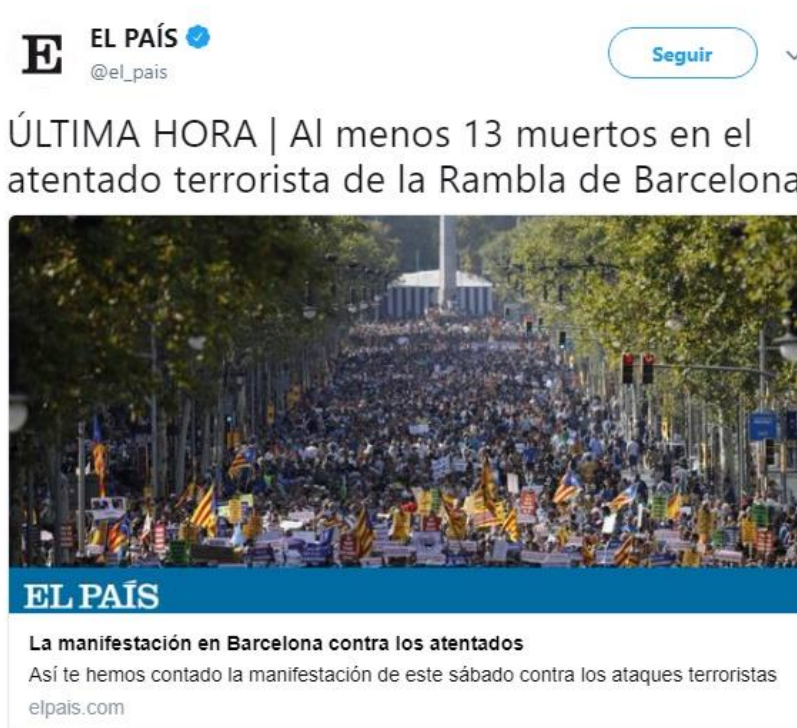 EL PAÍS
@el_pais
Seguir
ÚLTIMA HORA | Al menos 13 muertos en el
atentado terrorista de la Rambla de Barcelona
EL PAÍS
La manifestación en Barcelona contra los atentados
Así te hemos contado la manifestación de este sábado contra los ataques terroristas
elpais.com